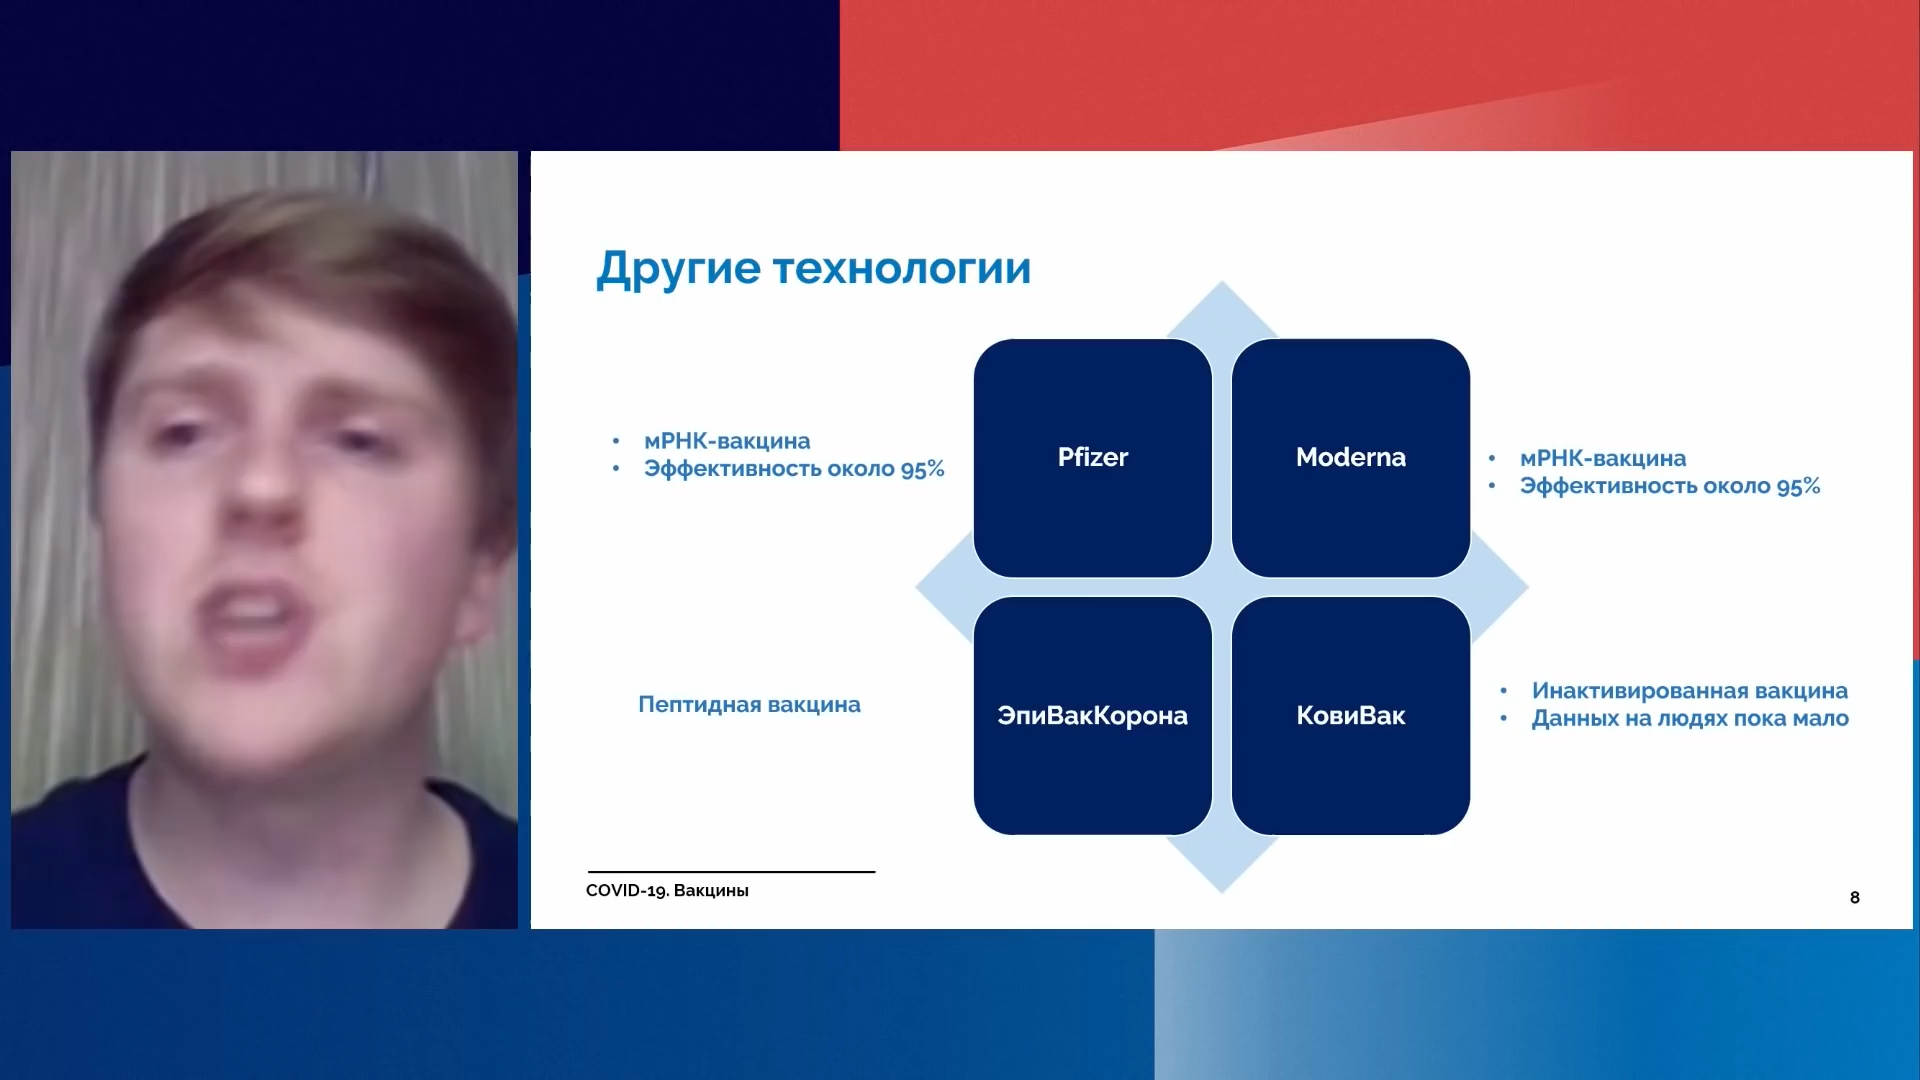 Другие технологии
• мРНК-вакцина
• Эффективность около 95%
Pfizer
Moderna
• мРНК-вакцина
• Эффективность около 95%
Пептидная вакцина
ЭпиВакКорона
КовиВак
• Инактивированная вакцина
• Данных на людях пока мало
COVID-19. Вакцины
8